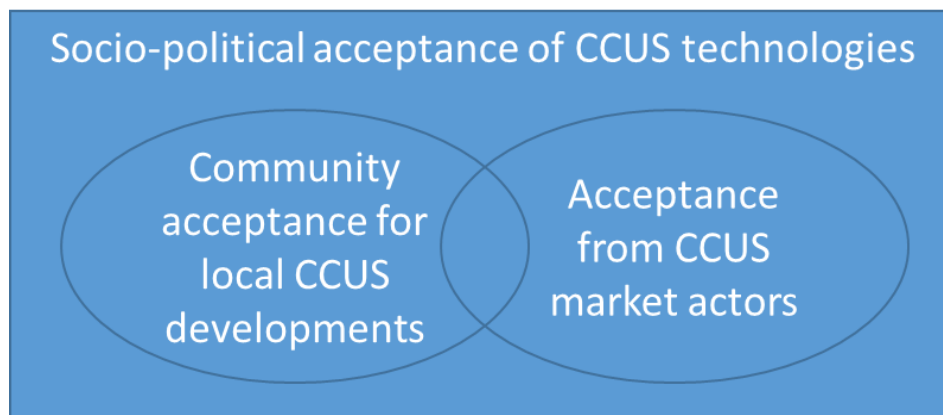 Socio-political acceptance of CCUS technologies
Community
acceptance for
local CCUS
developments
Acceptance
from CCUS
market actors